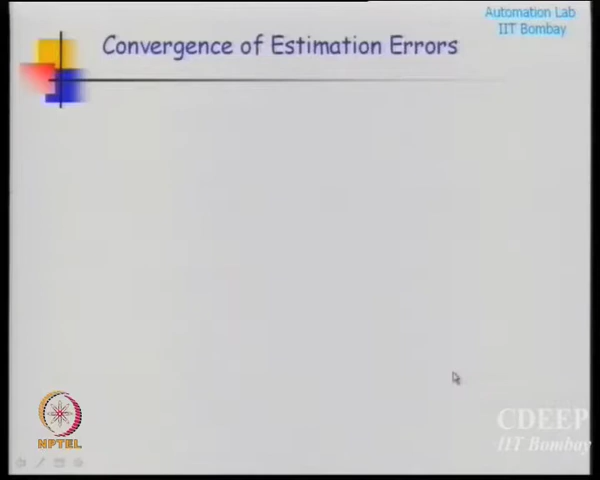 Automation Lab
IIT Bombay
Convergence of Estimation Errors
NPTEL
CDEEP
IIT Bombay